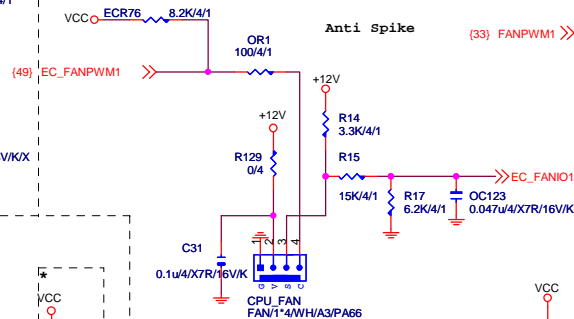 4/1
ECR76
8.2K/4/1
VCC
Anti Spike
{33} FANPWM1
OR1
100/4/1
{49} EC_FANPWM1
+12V
R14
3.3K/4/1
+12V
R129
0/4
V/K/X
R15
15K/4/1
EC_FANIO1
R17
6.2K/4/1
OC123
0.047u/4/X7R/16V/K
C31
0.1u/4/X7R/16V/K
1
2
3
4
G
V
S
C
CPU_FAN
FAN/1*4/WH/A3/PA66
*
VCC
VCC